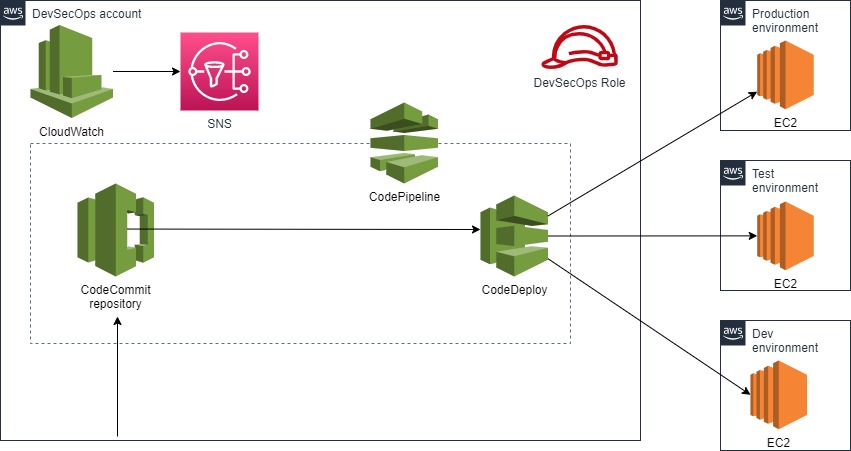 aws
DevSecOps account
CloudWatch
SNS
DevSecOps Role
CodePipeline
CodeCommit
repository
CodeDeploy
aws
Production
environment
EC2
aws
Test
environment
EC2
aws
Dev
environment
EC2